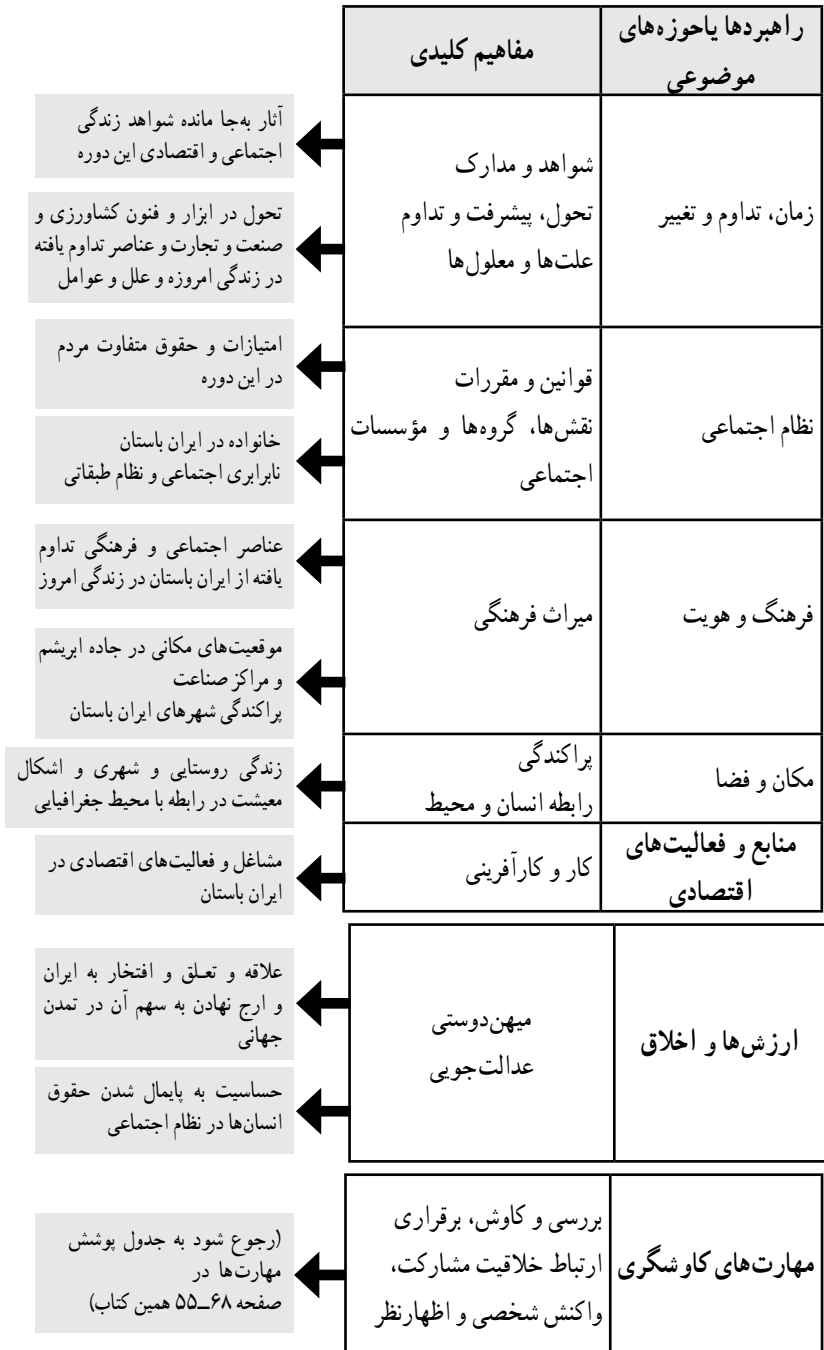 راهبردها یاحوزه‌های
موضوعی
مفاهیم کلیدی
زمان، تداوم و تغییر
شواهد و مدارک
تحول، پیشرفت و تداوم
علت‌ها و معلول‌ها
آثار به‌جا مانده شواهد زندگی
اجتماعی و اقتصادی این دوره
تحول در ابزار و فنون کشاورزی و
صنعت و تجارت و عناصر تداوم یافته
در زندگی امروزه و علل و عوامل
نظام اجتماعی
قوانین و مقررات
نقش‌ها، گروه‌ها و مؤسسات
اجتماعی
امتیازات و حقوق متفاوت مردم
در این دوره
خانواده در ایران باستان
نابرابری اجتماعی و نظام طبقاتی
فرهنگ و هویت
میراث فرهنگی
عناصر اجتماعی و فرهنگی تداوم
یافته از ایران باستان در زندگی امروز
موقعیت‌های مکانی در جاده ابریشم
و مراکز صناعت
پراکندگی شهرهای ایران باستان
مکان و فضا
پراکندگی
رابطه انسان و محیط
زندگی روستایی و شهری و اشکال
معیشت در رابطه با محیط جغرافیایی
منابع و فعالیت‌های
اقتصادی
کار و کارآفرینی
مشاغل و فعالیت‌های اقتصادی در
ایران باستان
ارزش‌ها و اخلاق
میهن‌دوستی
عدالت‌جویی
علاقه و تعلق و افتخار به ایران
و ارج نهادن به سهم آن در تمدن
جهانی
حساسیت به پایمال شدن حقوق
انسان‌ها در نظام اجتماعی
مهارت‌های کاوشگری
بررسی و کاوش، برقراری
ارتباط خلاقیت مشارکت،
واکنش شخصی و اظهارنظر
(رجوع شود به جدول پوشش
مهارت‌ها در
صفحه ۶۸ــ۵۵ همین کتاب)